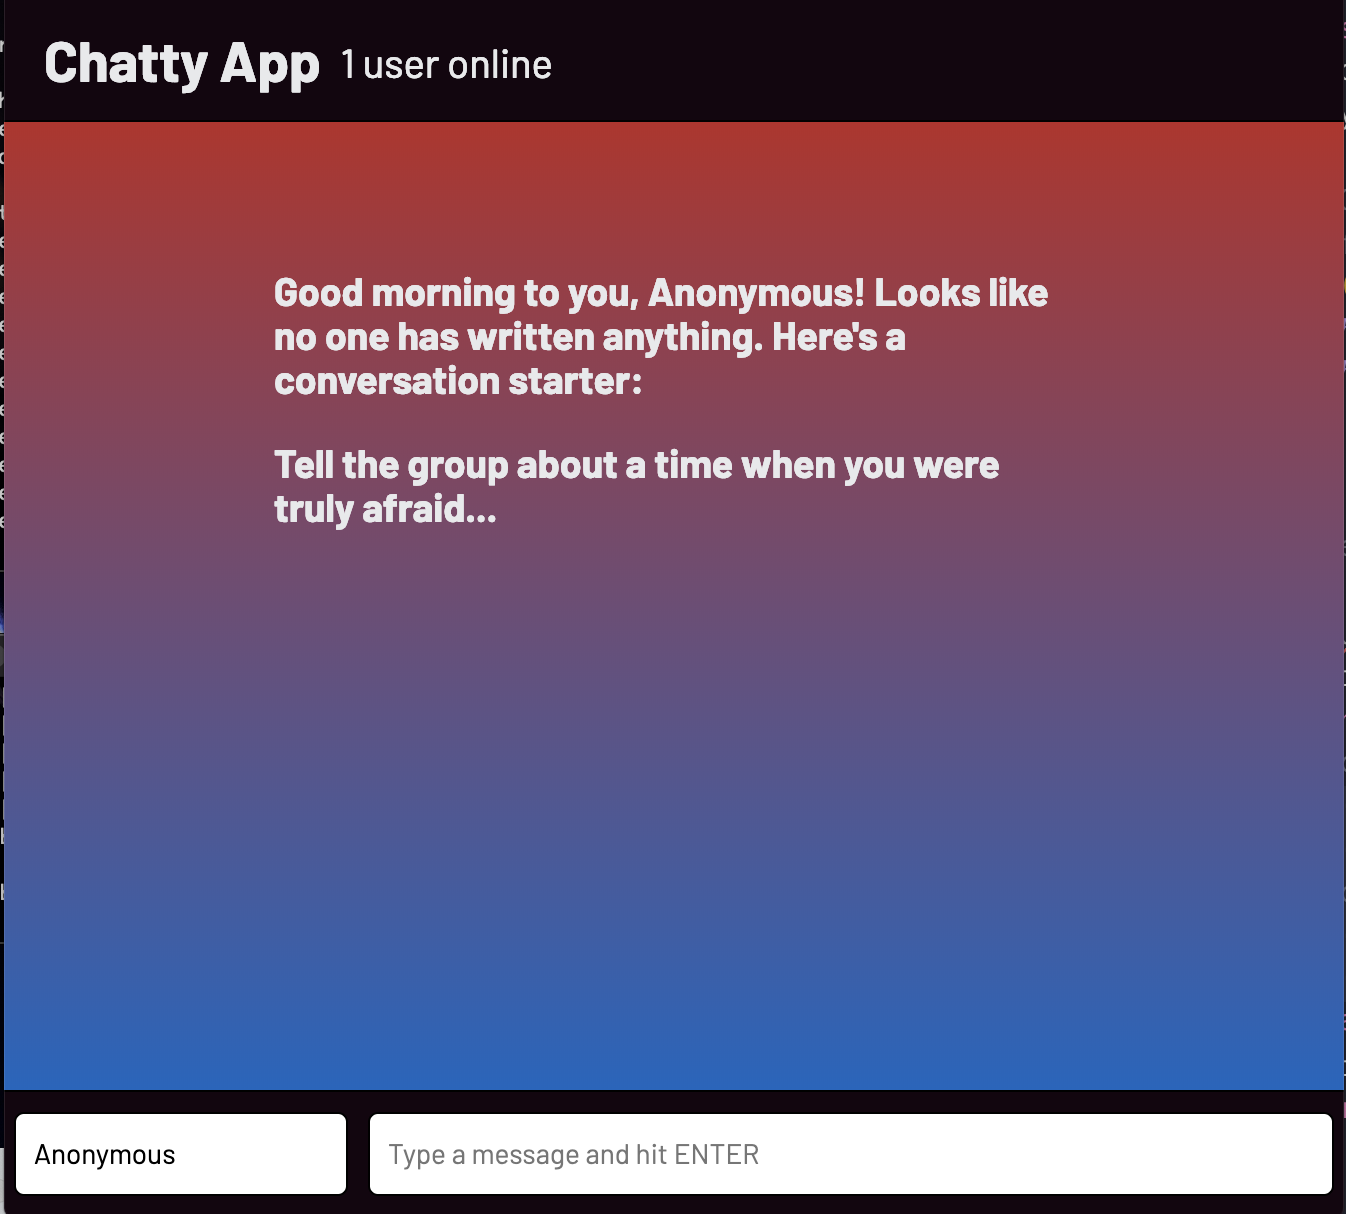 Chatty App 1 user online
Good morning to you, Anonymous! Looks like
no one has written anything. Here's a
conversation starter:
Tell the group about a time when you were
truly afraid...
Anonymous
Type a message and hit ENTER